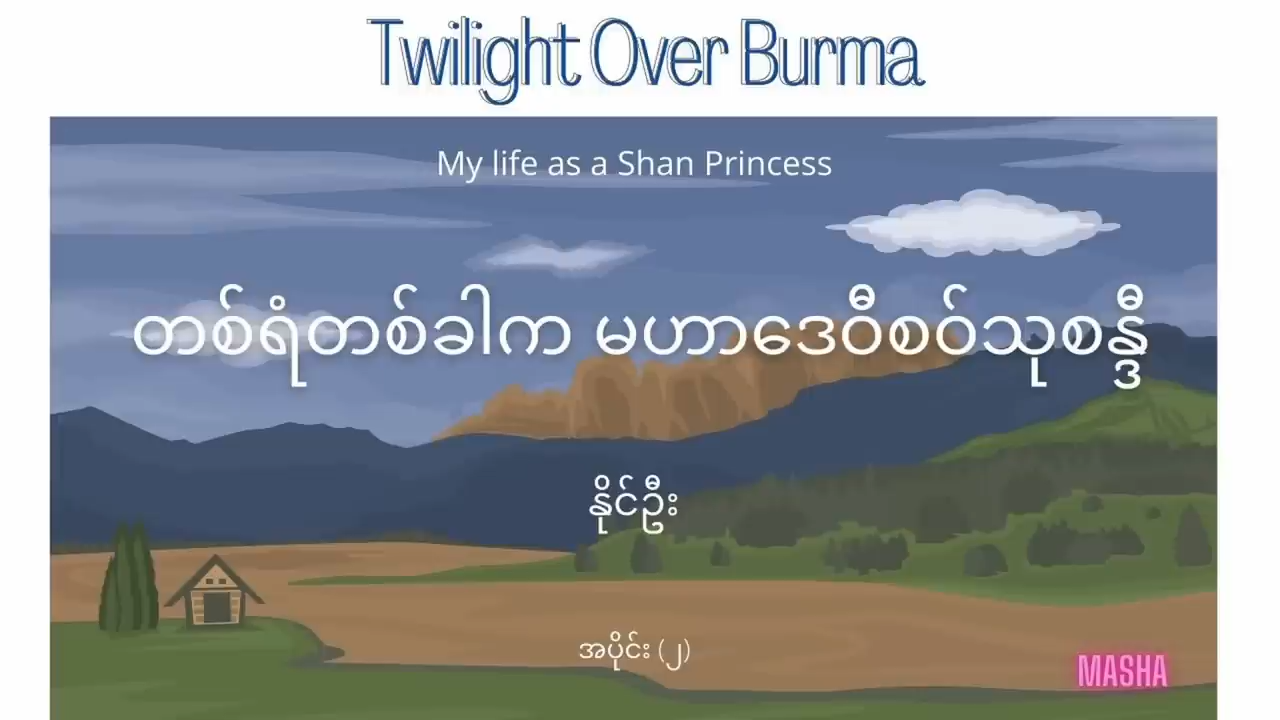 Twilight Over Burma
My life as a Shan Princess
တစ်ရံတစ်ခါက မဟာဒေဝီစဝ်သုစန္ဒီ
နိုင်ဦး
အပိုင်း (၂)
MASHA